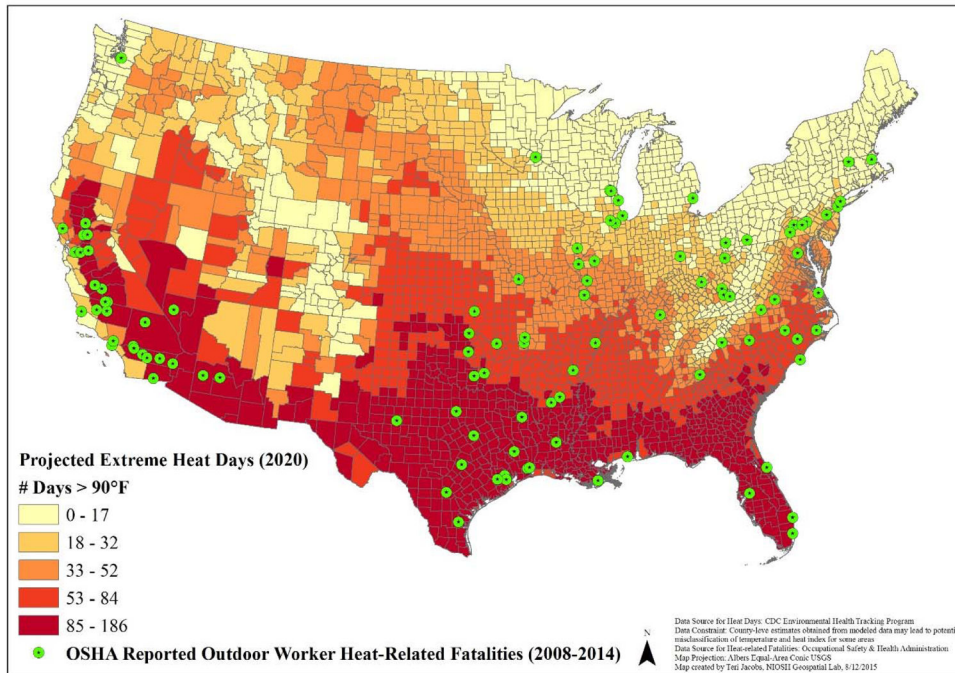 Projected Extreme Heat Days (2020)
# Days > 90°F
0 - 17
18 - 32
33 - 52
53 - 84
85 - 186
OSHA Reported Outdoor Worker Heat-Related Fatalities (2008-2014)
N
Data Source for Heat Days: CDC Environmental Health Tracking Program
Data Constraint: County-leve estimates obtained from modeled data may lead to potenti
misclassification of temperature and heat index for some areas
Data Source for Heat-related Fatalities: Occupational Safety & Health Administration
Map Projection: Albers Equal-Area Conic USGS
Map created by Teri Jacobs, NIOSH Geospatial Lab, 8/12/2015